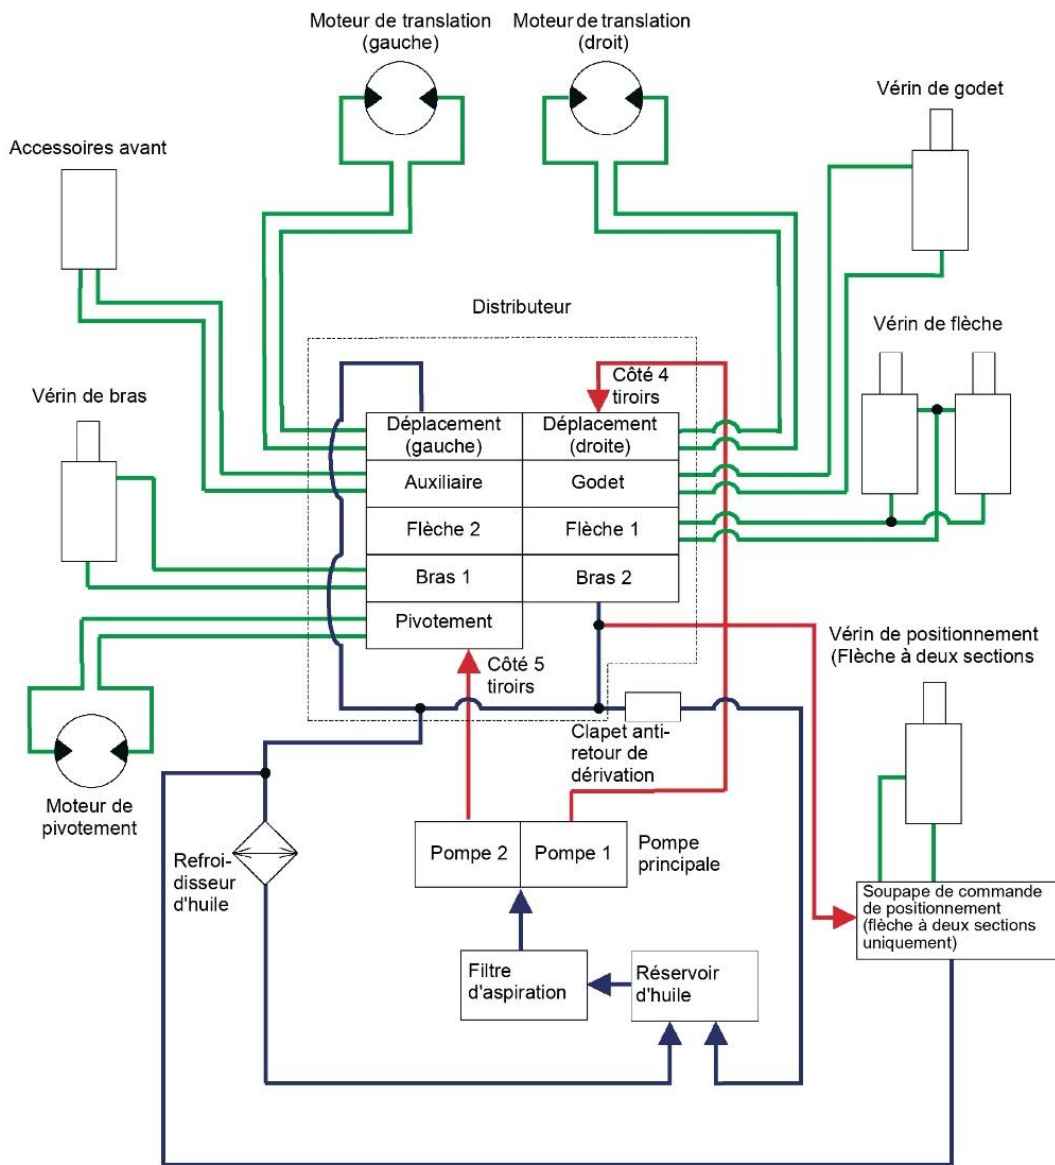 Moteur de translation
(gauche)
Moteur de translation
(droit)
Vérin de godet
Accessoires avant
Distributeur
Vérin de flèche
Vérin de bras
Côté 4
tiroirs
Déplacement
(gauche)
Déplacement
(droite)
Auxiliaire
Godet
Flèche 2
Flèche 1
Bras 1
Bras 2
Pivotement
Côté 5
tiroirs
Vérin de positionnement
(Flèche à deux sections
Clapet anti-
retour de
dérivation
Moteur de
pivotement
Refroi-
disseur
d'huile
Pompe 2
Pompe 1
Pompe
principale
Soupape de commande
de positionnement
(flèche à deux sections
uniquement)
Filtre
d'aspiration
Réservoir
d'huile